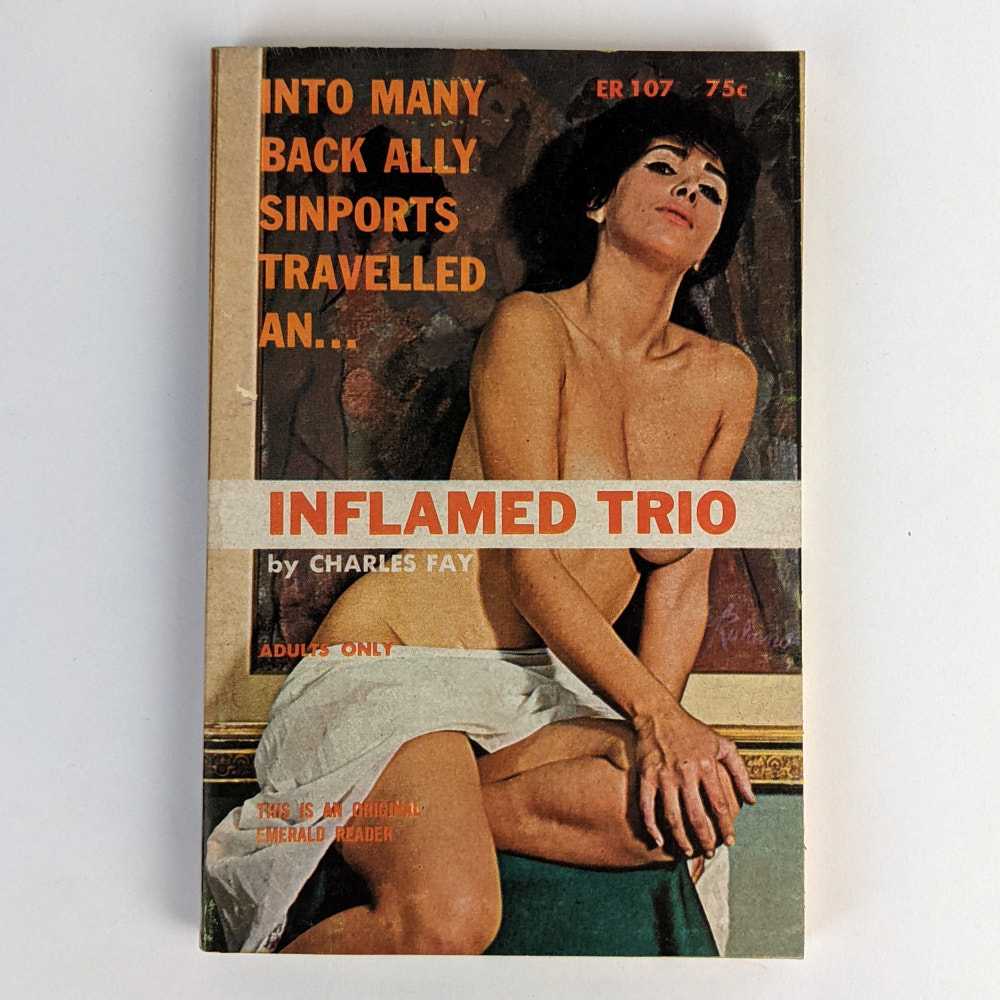 INTO MANY
BACK ALLY
SINPORTS
TRAVELLED
AN...
ER 107 75c
INFLAMED TRIO
by CHARLES FAY
ADULTS ONLY
THIS IS AN ORIGINAL
EMERALD READER